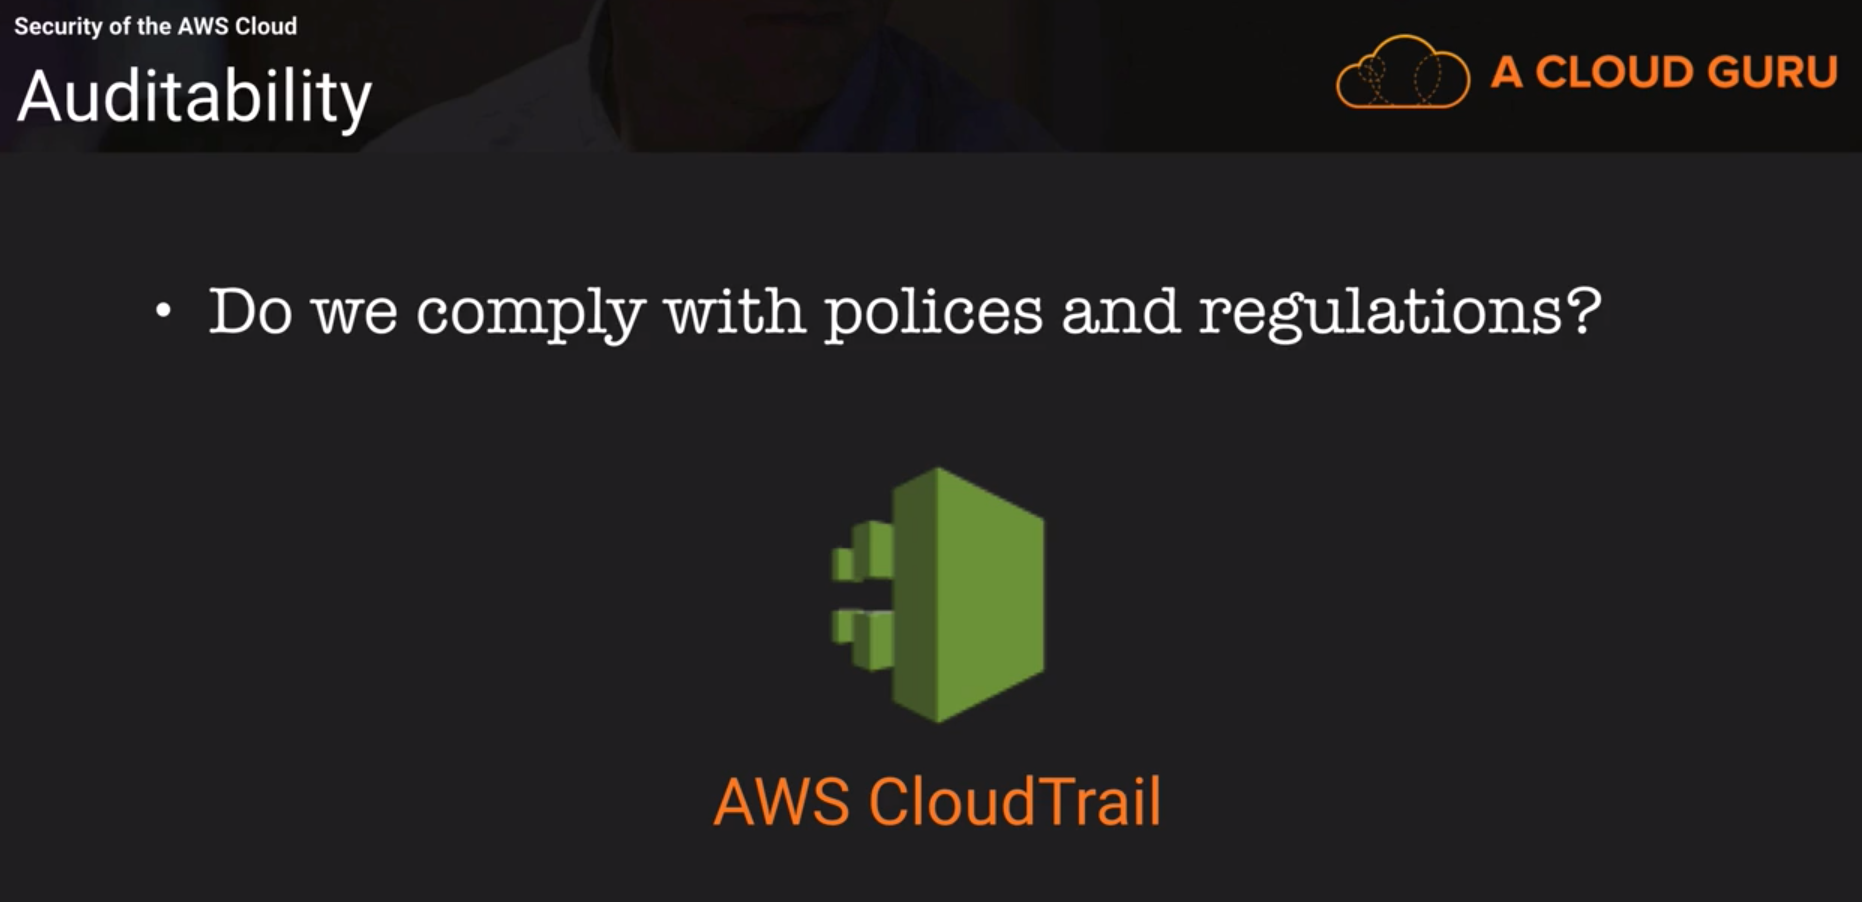 Security of the AWS Cloud
Auditability
A CLOUD GURU
• Do we comply with polices and regulations?
AWS CloudTrail